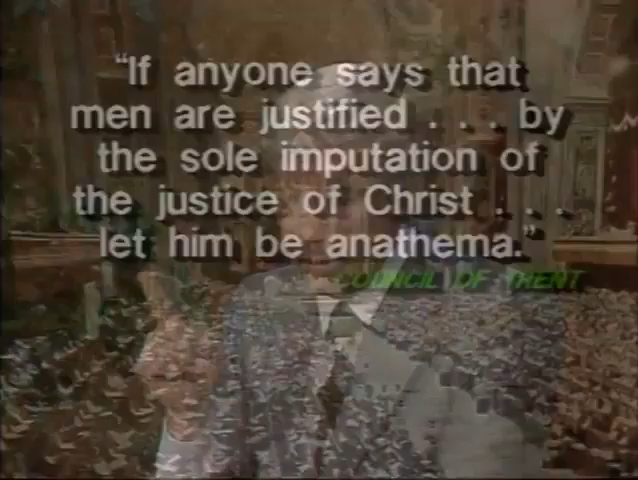 “If anyone says that
men are justified . . . by
the sole imputation of
the justice of Christ . . .
let him be anathema.”
COUNCIL OF TRENT